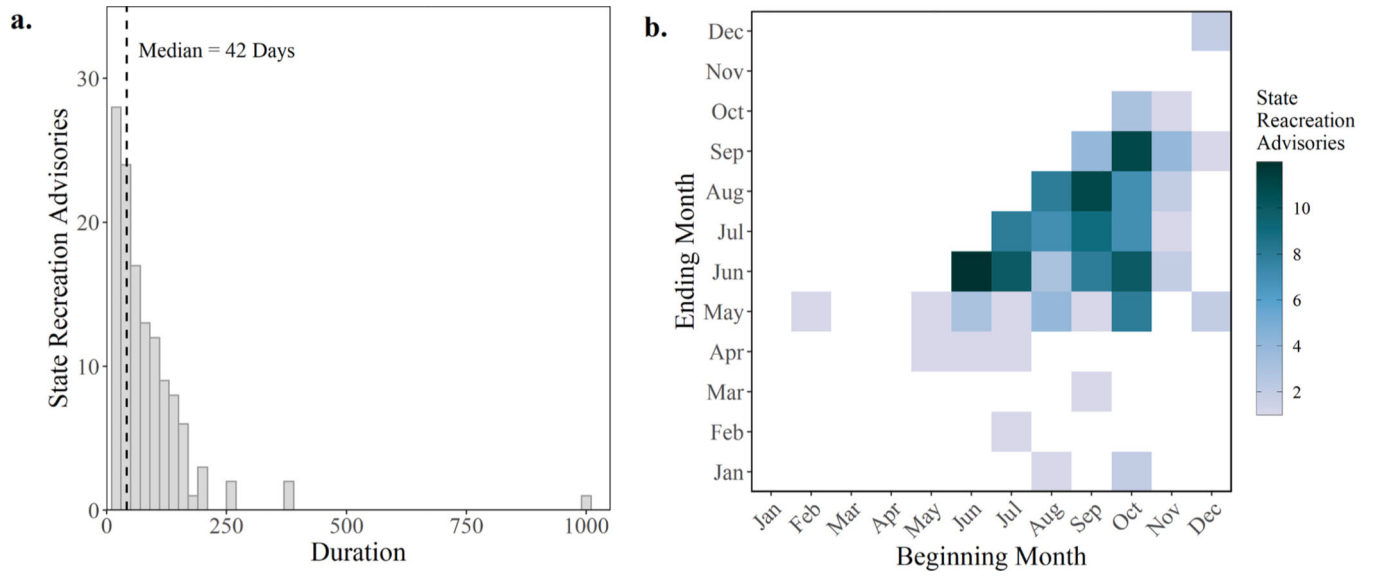 a.
Median = 42 Days
State Recreation Advisories
30
20
10
0
0 250 500 750 1000
Duration
b.
Ending Month
Dec
Nov
Oct
Sep
Aug
Jul
Jun
May
Apr
Mar
Feb
Jan
Jan Feb Mar Apr May Jun Jul Aug Sep Oct Nov Dec
Beginning Month
State
Reacreation
Advisories
10
8
6
4
2